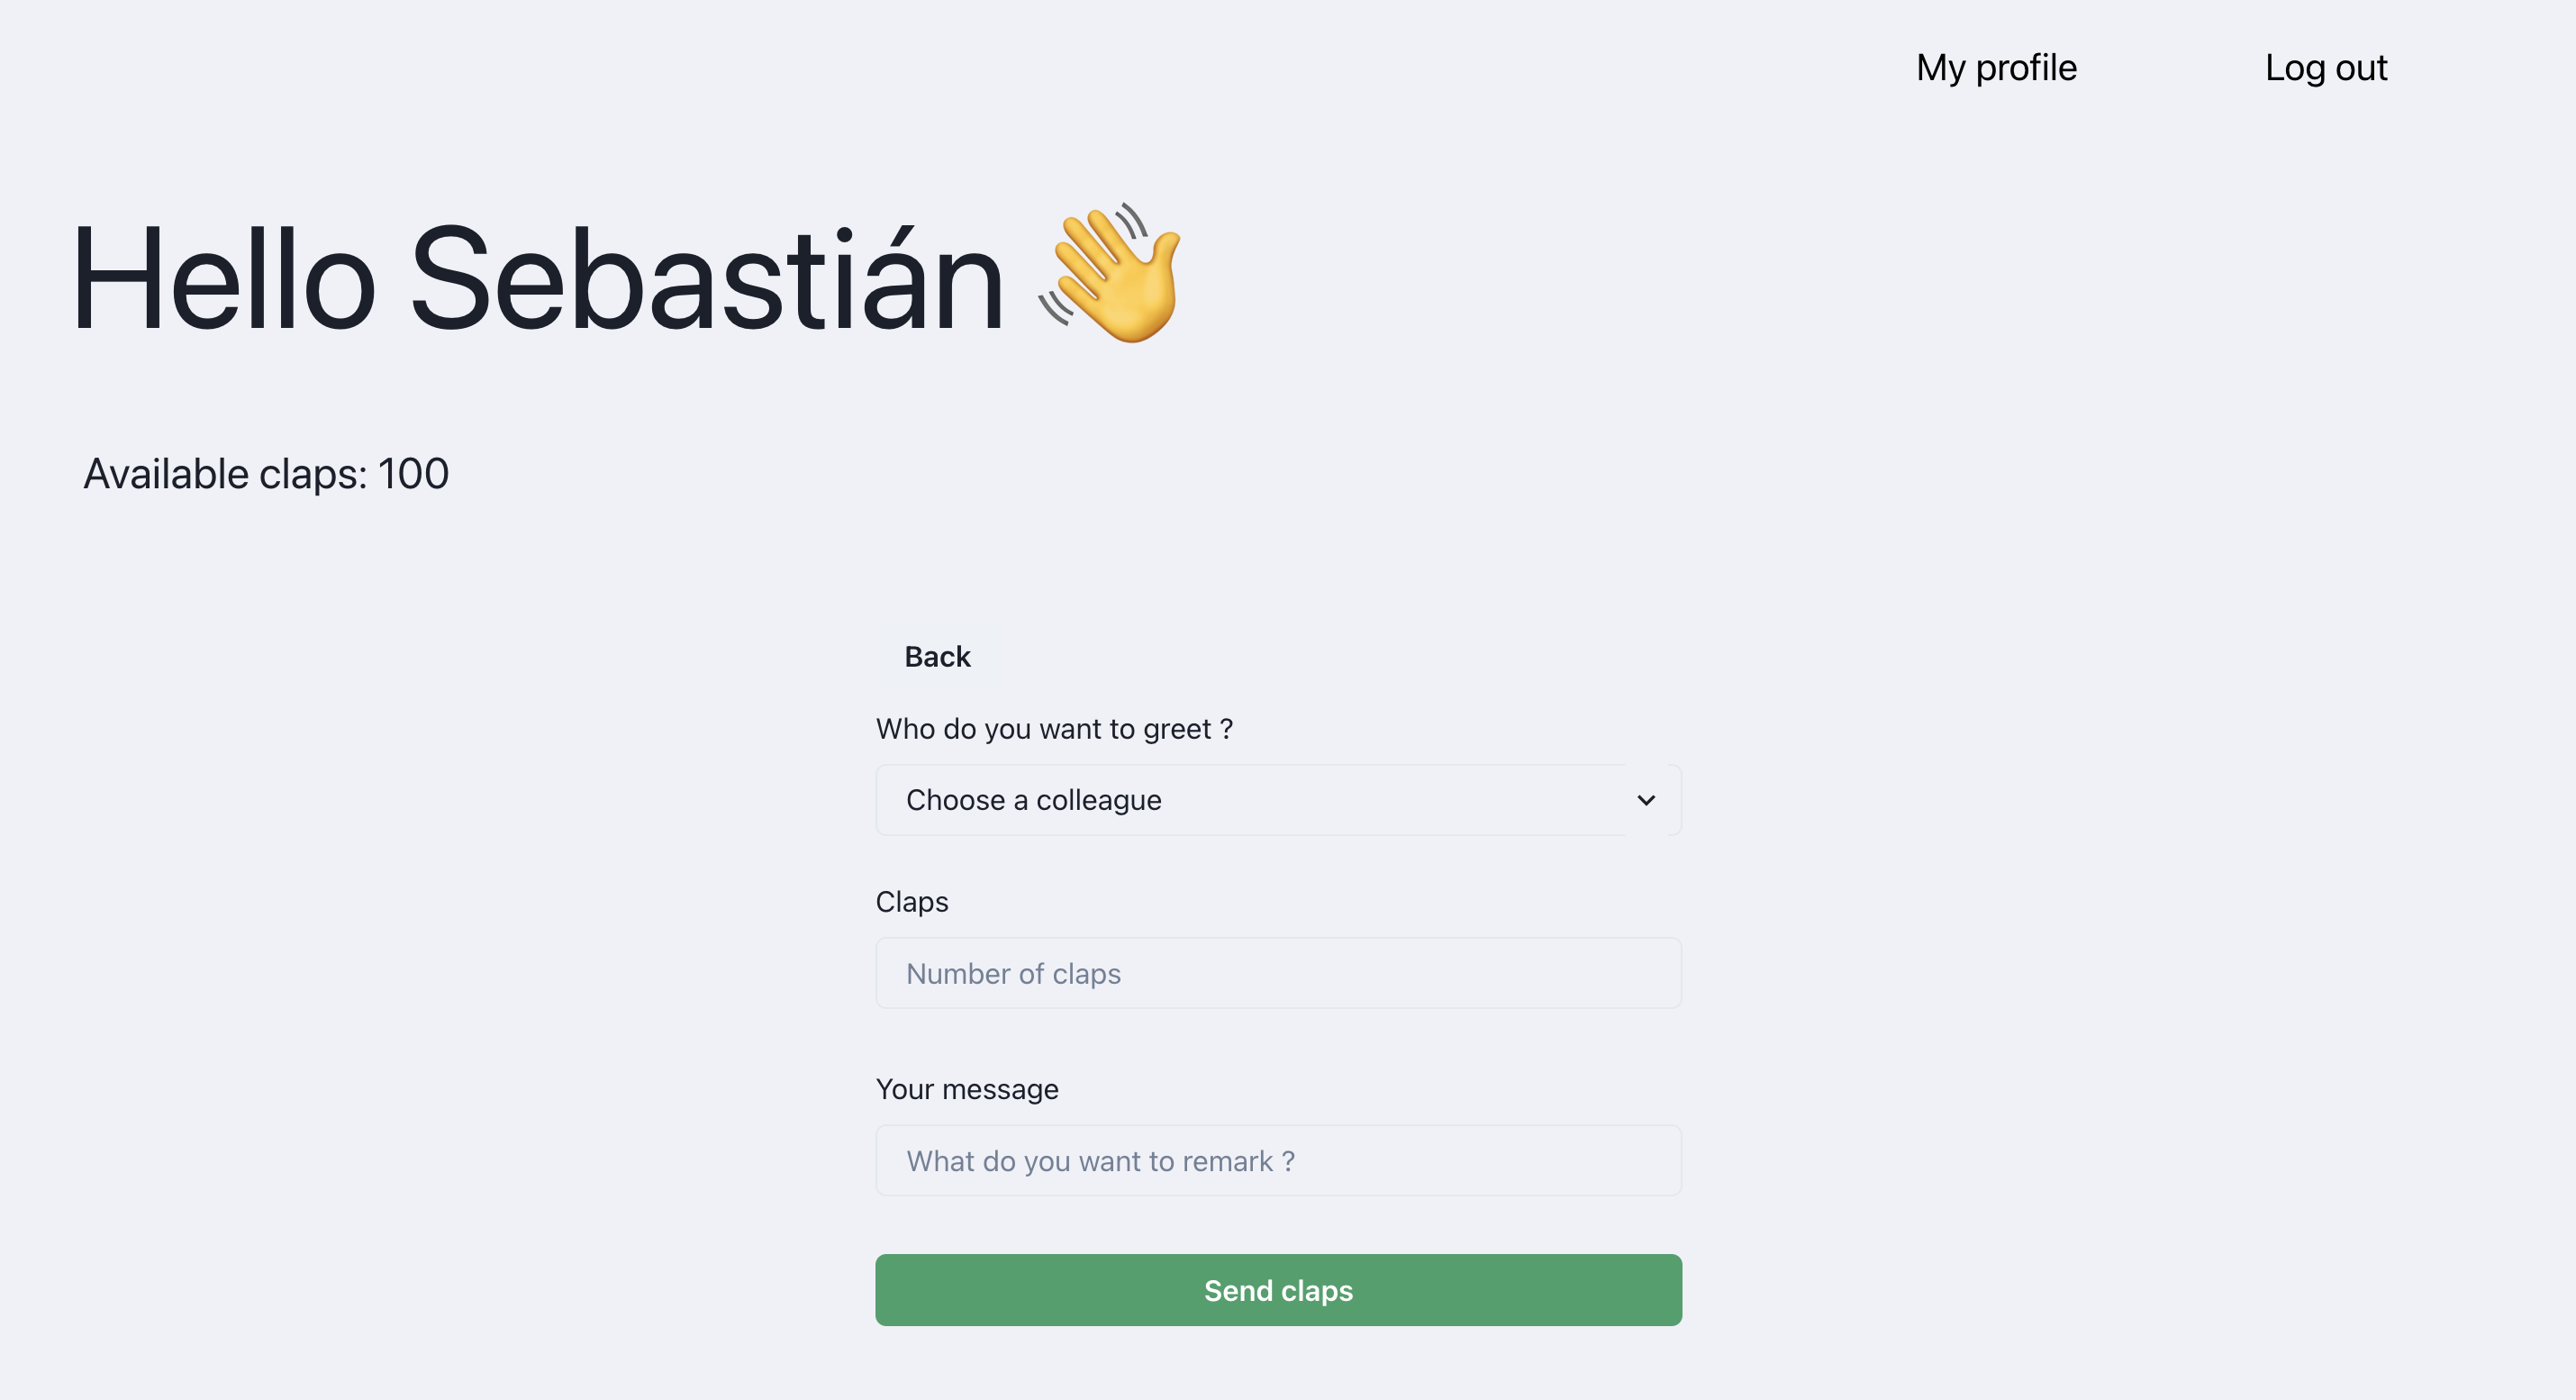 My profile Log out
Hello Sebastián 👋
Available claps: 100
Back
Who do you want to greet ?
Choose a colleague
Claps
Number of claps
Your message
What do you want to remark ?
Send claps